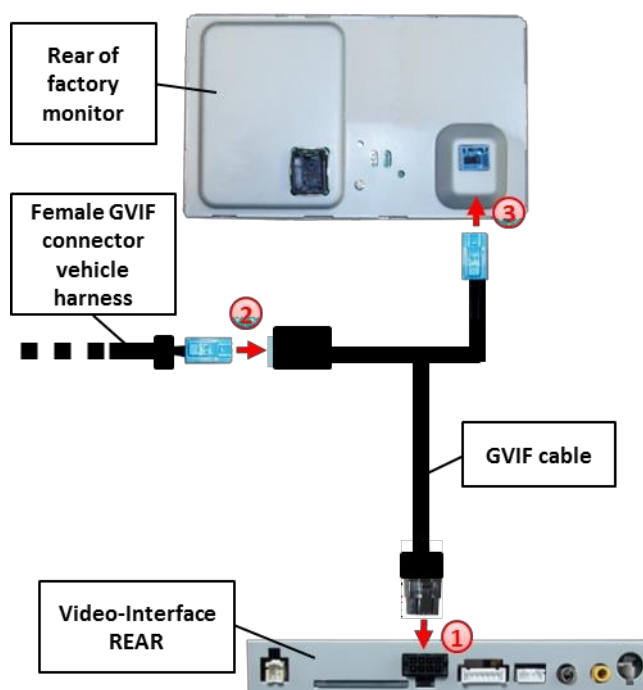 Rear of
factory
monitor
3
Female GVIF
connector
vehicle
harness
2
GVIF cable
Video-Interface
REAR
1